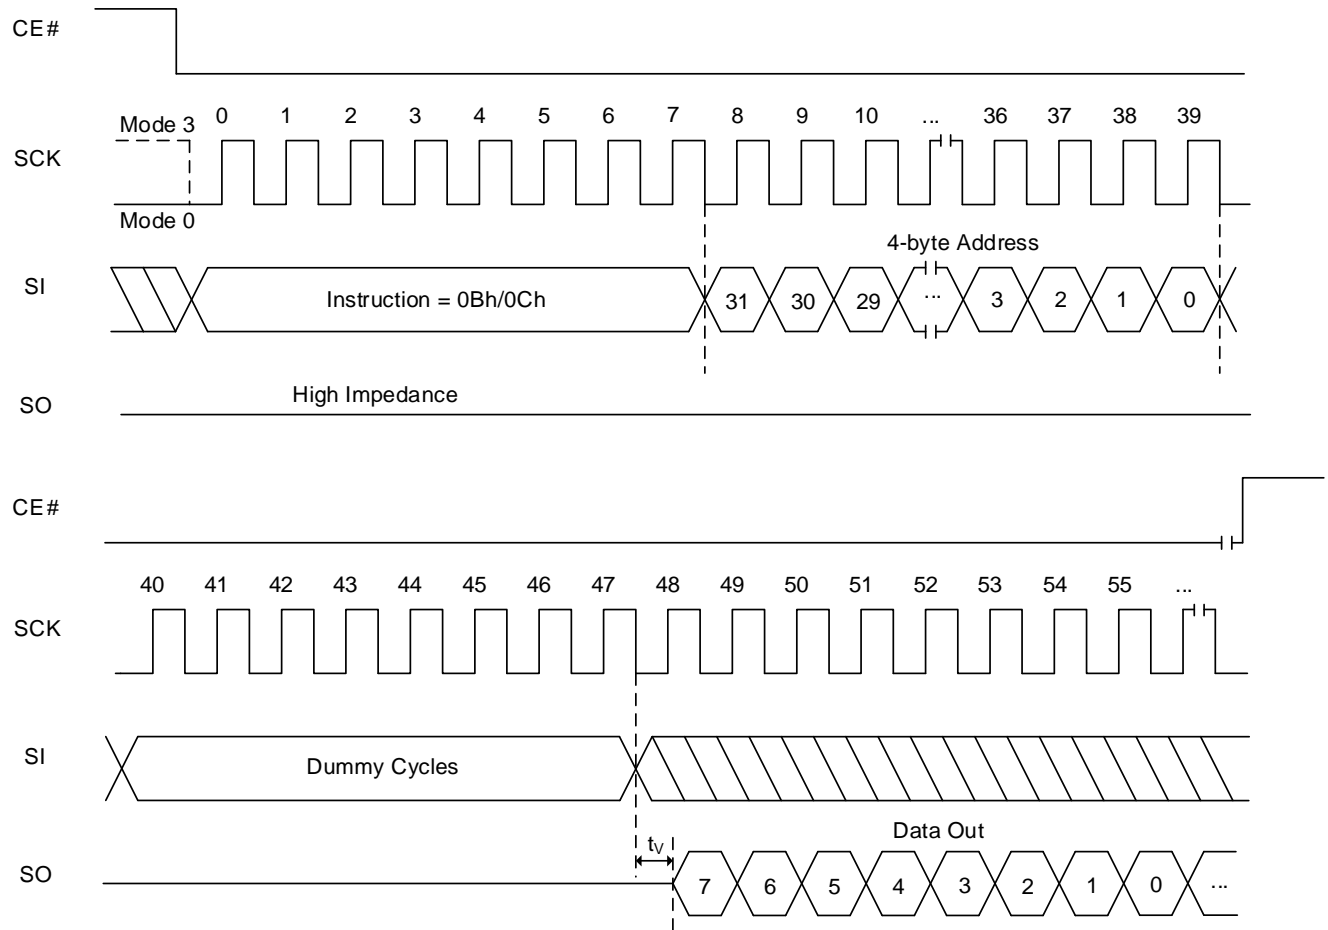 CE#
Mode 3 0 1 2 3 4 5 6 7 8 9 10 ... 36 37 38 39
SCK
Mode 0
4-byte Address
SI Instruction = 0Bh/0Ch 31 30 29 ... 3 2 1 0
High Impedance
SO
CE#
40 41 42 43 44 45 46 47 48 49 50 51 52 53 54 55 ...
SCK
SI Dummy Cycles
Data Out
tV
SO 7 6 5 4 3 2 1 0 ...